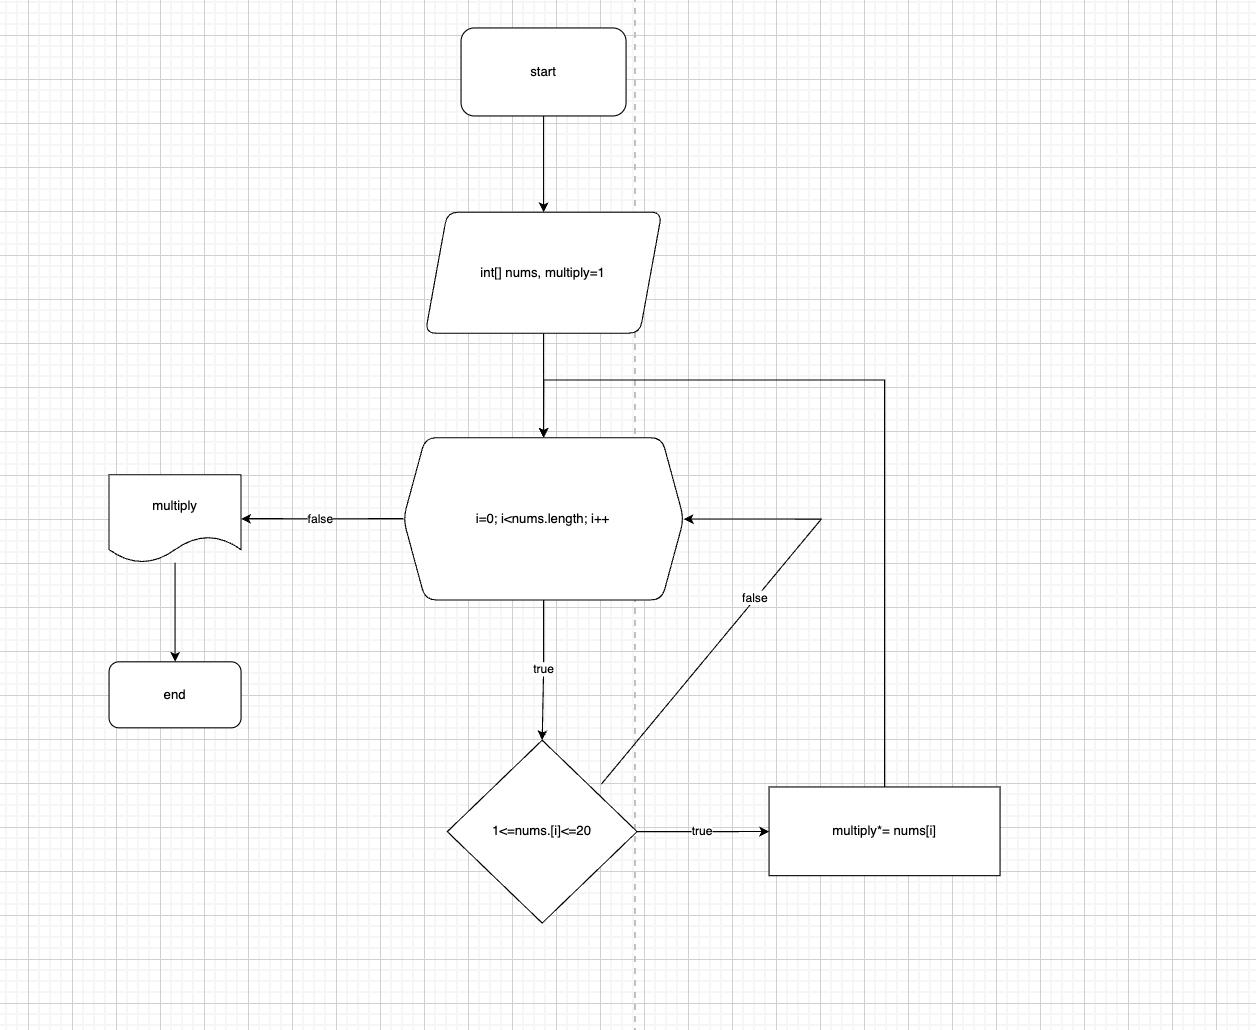 start
int[] nums, multiply=1
i=0; i<nums.length; i++
false
multiply
end
true
false
1<=nums.[i]<=20
true
multiply*= nums[i]